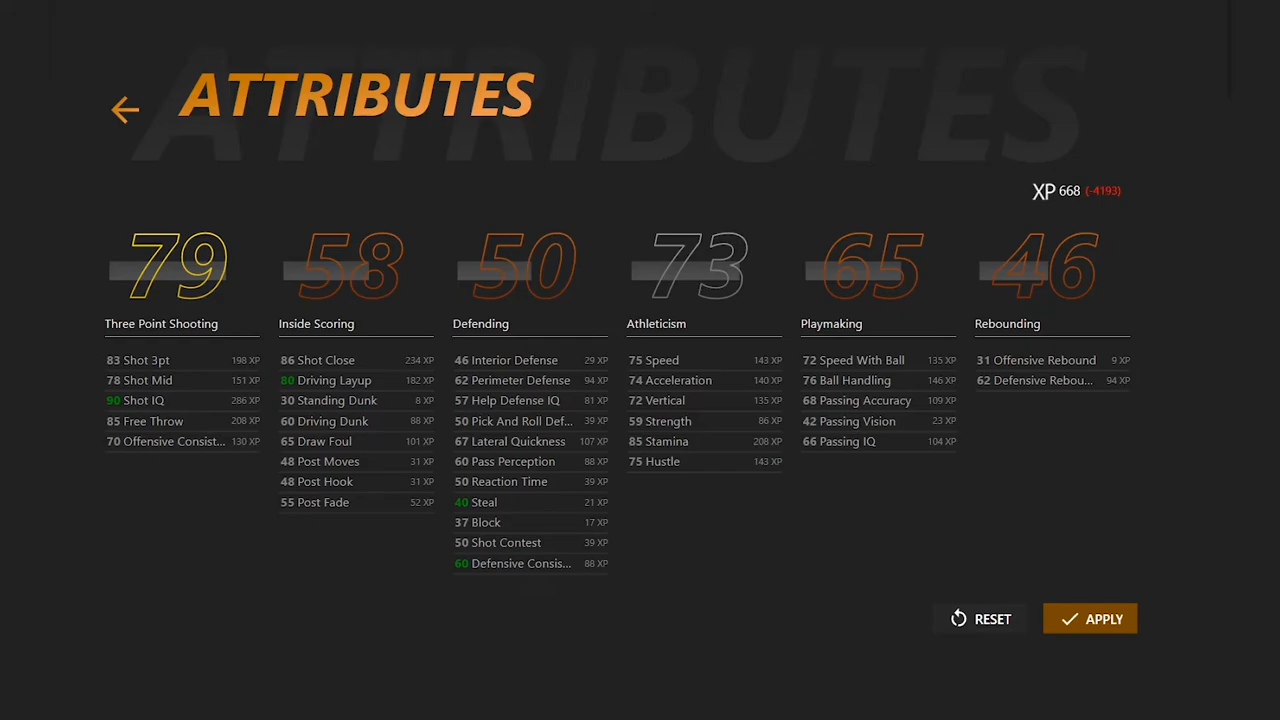 ATTRIBUTES
ATTRIBUTES
XP 668 (-4193)
79
Three Point Shooting
83 Shot 3pt 198 XP
78 Shot Mid 151 XP
90 Shot IQ 286 XP
85 Free Throw 208 XP
70 Offensive Consist... 130 XP
58
Inside Scoring
86 Shot Close 234 XP
80 Driving Layup 182 XP
30 Standing Dunk 8 XP
60 Driving Dunk 88 XP
65 Draw Foul 101 XP
48 Post Moves 31 XP
48 Post Hook 31 XP
55 Post Fade 52 XP
50
Defending
46 Interior Defense 29 XP
62 Perimeter Defense 94 XP
57 Help Defense IQ 81 XP
50 Pick And Roll Def... 39 XP
67 Lateral Quickness 107 XP
60 Pass Perception 88 XP
50 Reaction Time 39 XP
40 Steal 21 XP
37 Block 17 XP
50 Shot Contest 39 XP
60 Defensive Consis... 88 XP
73
Athleticism
75 Speed 143 XP
74 Acceleration 140 XP
72 Vertical 135 XP
59 Strength 86 XP
85 Stamina 208 XP
75 Hustle 143 XP
65
Playmaking
72 Speed With Ball 135 XP
76 Ball Handling 146 XP
68 Passing Accuracy 109 XP
42 Passing Vision 23 XP
66 Passing IQ 104 XP
46
Rebounding
31 Offensive Rebound 9 XP
62 Defensive Rebou... 94 XP
RESET
APPLY